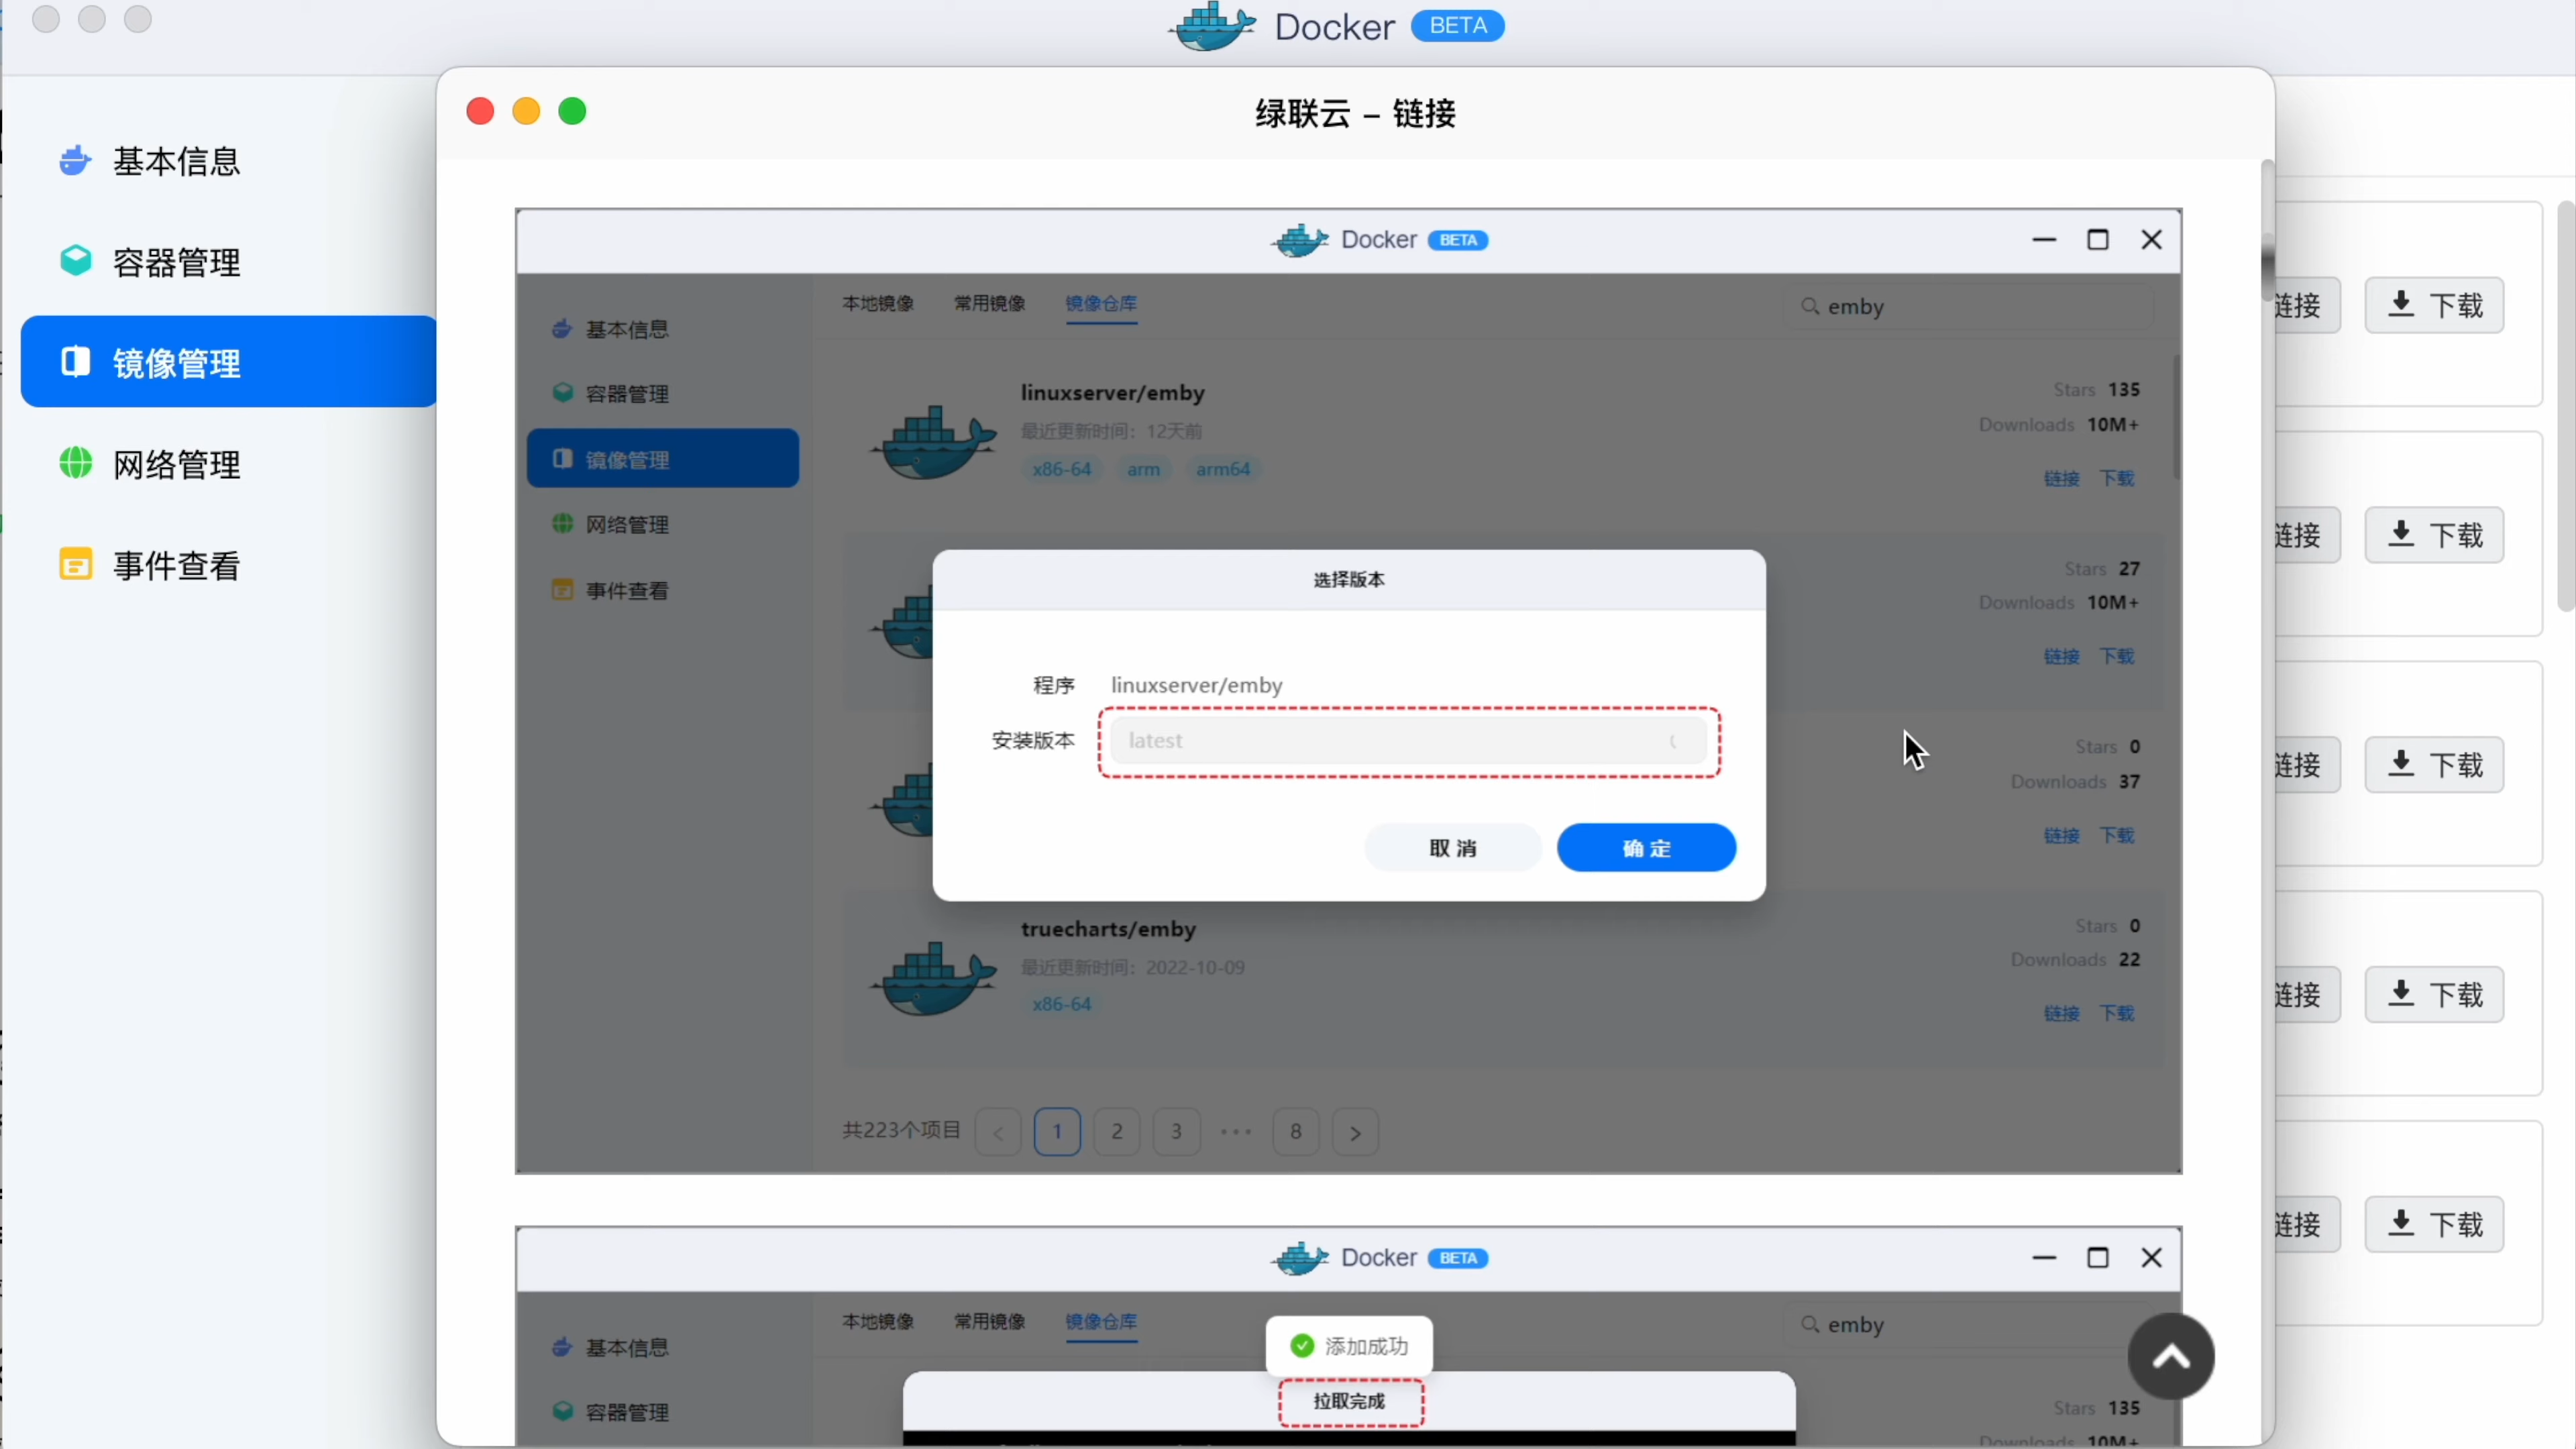 Docker BETA
绿联云 – 链接
基本信息
容器管理
镜像管理
网络管理
事件查看
链接 下载
链接 下载
链接 下载
链接 下载
链接 下载
Docker BETA
本地镜像 常用镜像 镜像仓库
emby
基本信息
容器管理
镜像管理
网络管理
事件查看
linuxserver/emby
最近更新时间：12天前
x86-64 arm arm64
Stars 135
Downloads 10M+
链接 下载
Stars 27
Downloads 10M+
链接 下载
选择版本
程序 linuxserver/emby
安装版本 latest
取消 确定
Stars 0
Downloads 37
链接 下载
truecharts/emby
最近更新时间：2022-10-09
x86-64
Stars 0
Downloads 22
链接 下载
共223个项目 < 1 2 3 ••• 8 >
Docker BETA
本地镜像 常用镜像 镜像仓库
emby
添加成功
拉取完成
基本信息
容器管理
Stars 135
Downloads 10M+